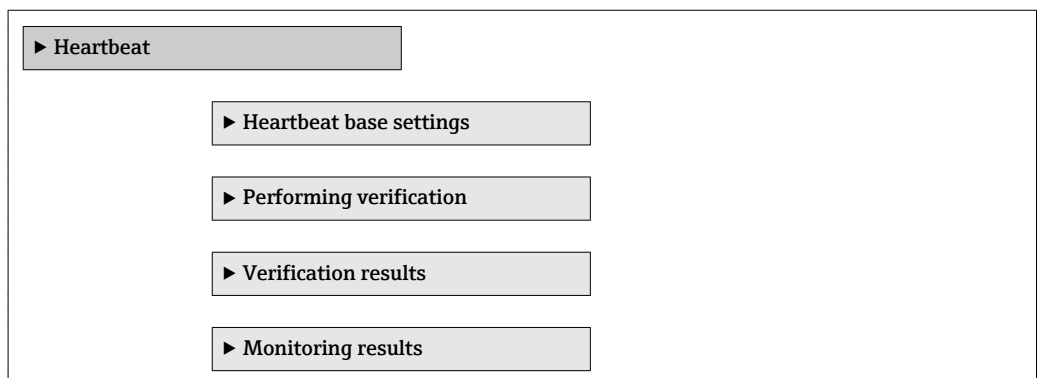 ▶ Heartbeat
▶ Heartbeat base settings
▶ Performing verification
▶ Verification results
▶ Monitoring results